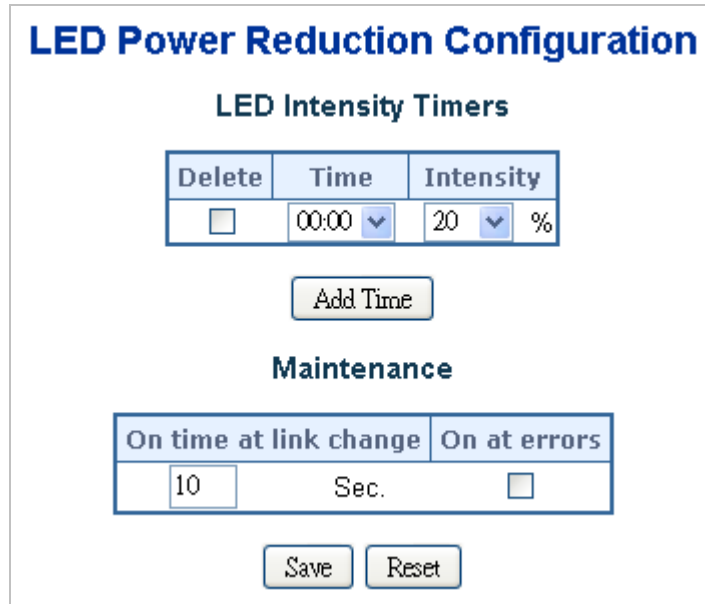 LED Power Reduction Configuration
LED Intensity Timers
Delete Time Intensity
00:00 20 %
Add Time
Maintenance
On time at link change On at errors
10 Sec.
Save Reset